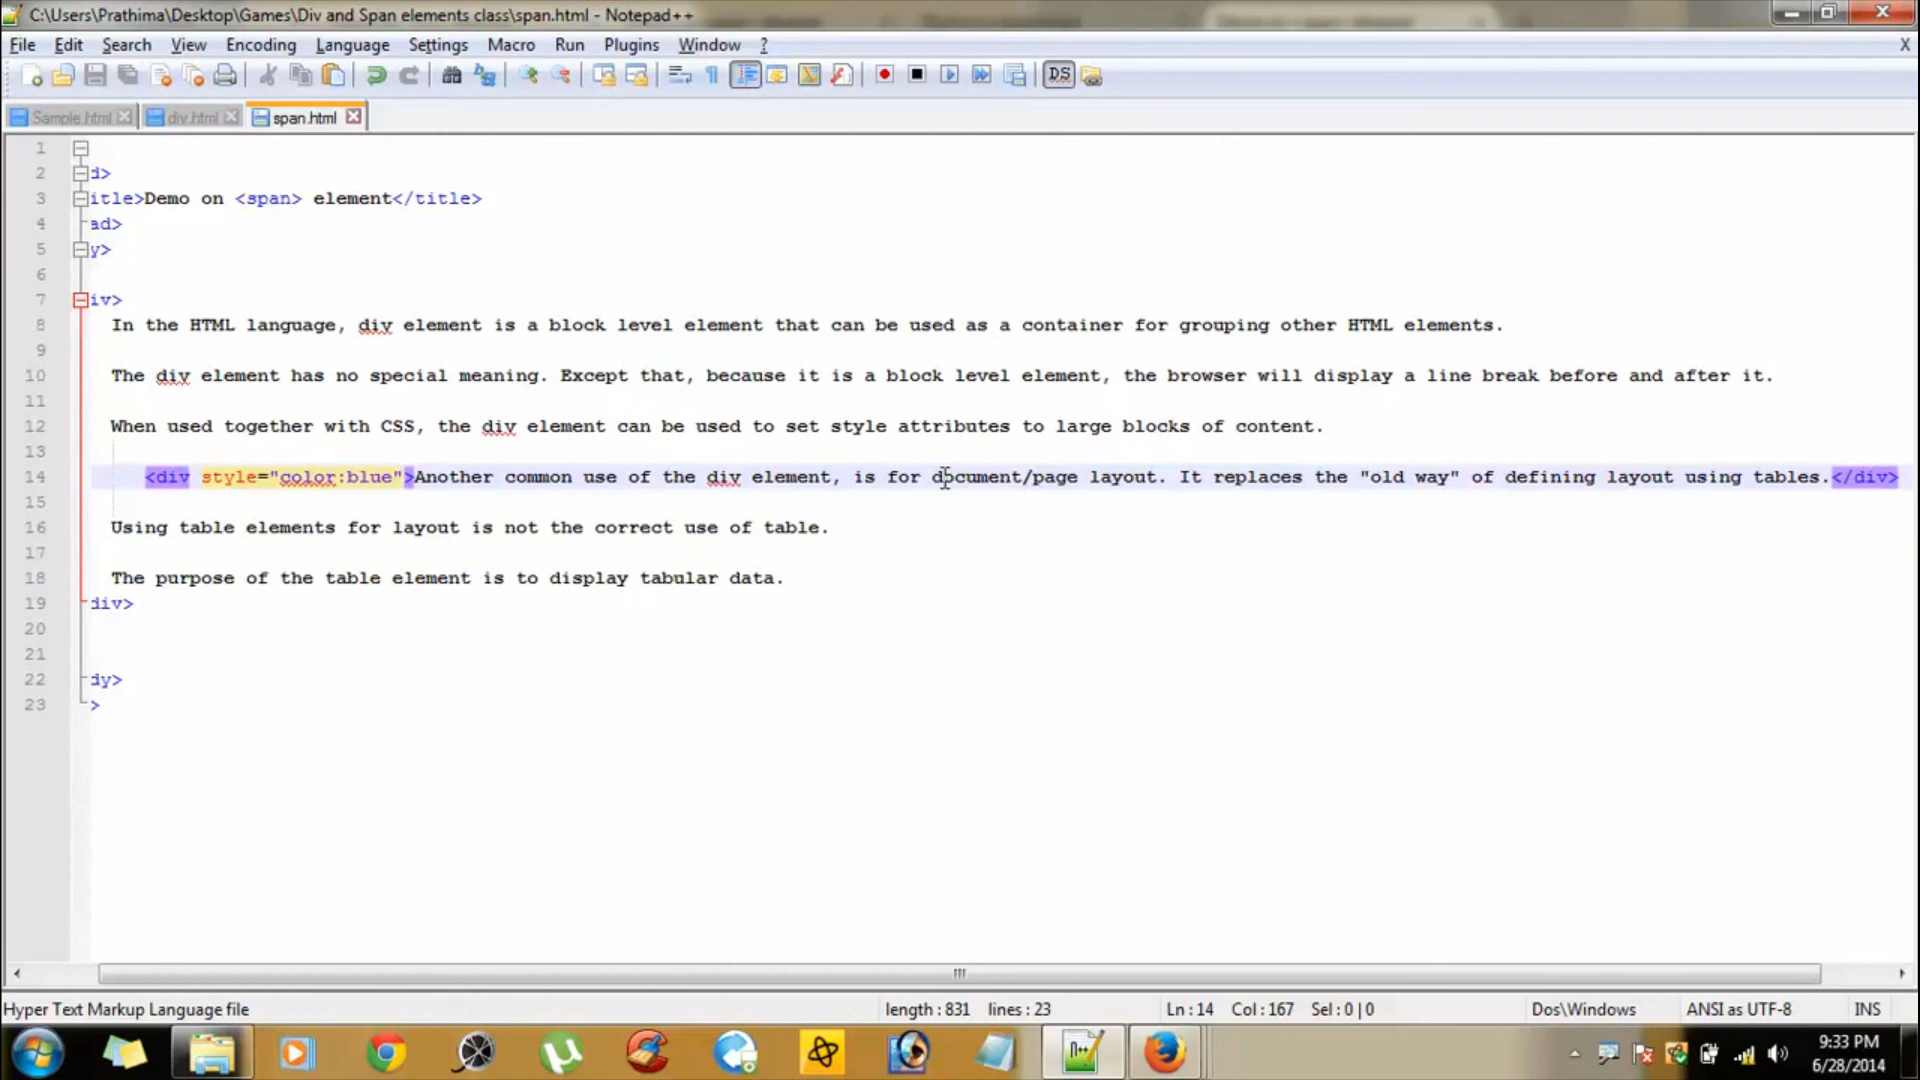 C:\Users\Prathima\Desktop\Games\Div and Span elements class\span.html - Notepad++
File Edit Search View Encoding Language Settings Macro Run Plugins Window ? X
DS
Sample.html div.html span.html
1
2 d>
3 itle>Demo on <span> element</title>
4 ad>
5 y>
6
7 iv>
8 In the HTML language, div element is a block level element that can be used as a container for grouping other HTML elements.
9
10 The div element has no special meaning. Except that, because it is a block level element, the browser will display a line break before and after it.
11
12 When used together with CSS, the div element can be used to set style attributes to large blocks of content.
13
14 <div style="color:blue">Another common use of the div element, is for document/page layout. It replaces the "old way" of defining layout using tables.</div>
15
16 Using table elements for layout is not the correct use of table.
17
18 The purpose of the table element is to display tabular data.
19 div>
20
21
22 dy>
23 >
Hyper Text Markup Language file length : 831 lines : 23 Ln : 14 Col : 167 Sel : 0 | 0 Dos\Windows ANSI as UTF-8 INS
9:33 PM
6/28/2014